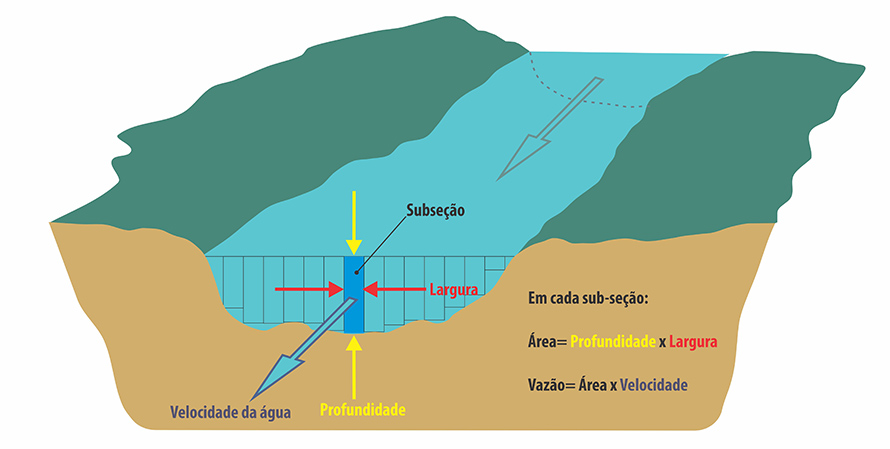 Subseção
Largura
Em cada sub-seção:
Área= Profundidade x Largura
Vazão= Área x Velocidade
Velocidade da água
Profundidade